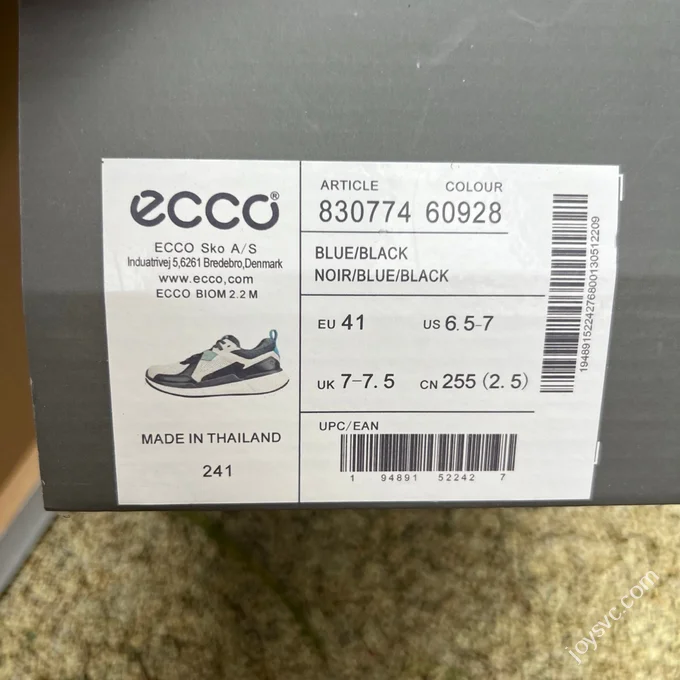 ecco®
ECCO Sko A/S
Induatrivej 5,6261 Bredebro,Denmark
www.ecco.com
ECCO BIOM 2.2 M
MADE IN THAILAND
241
ARTICLE COLOUR
830774 60928
BLUE/BLACK
NOIR/BLUE/BLACK
EU 41 US 6.5-7
UK 7-7.5 CN 255 (2.5)
UPC/EAN
1 94891 52242 7
19489152242768001305122​09
joysvc.com